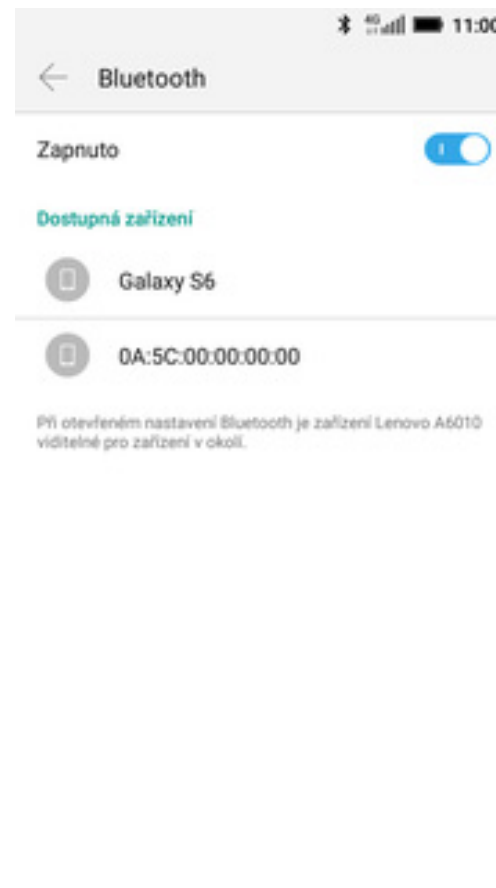 4G 11:00
Bluetooth
Zapnuto
Dostupná zařízení
Galaxy S6
0A:5C:00:00:00:00
Při otevřeném nastavení Bluetooth je zařízení Lenovo A6010
viditelné pro zařízení v okolí.